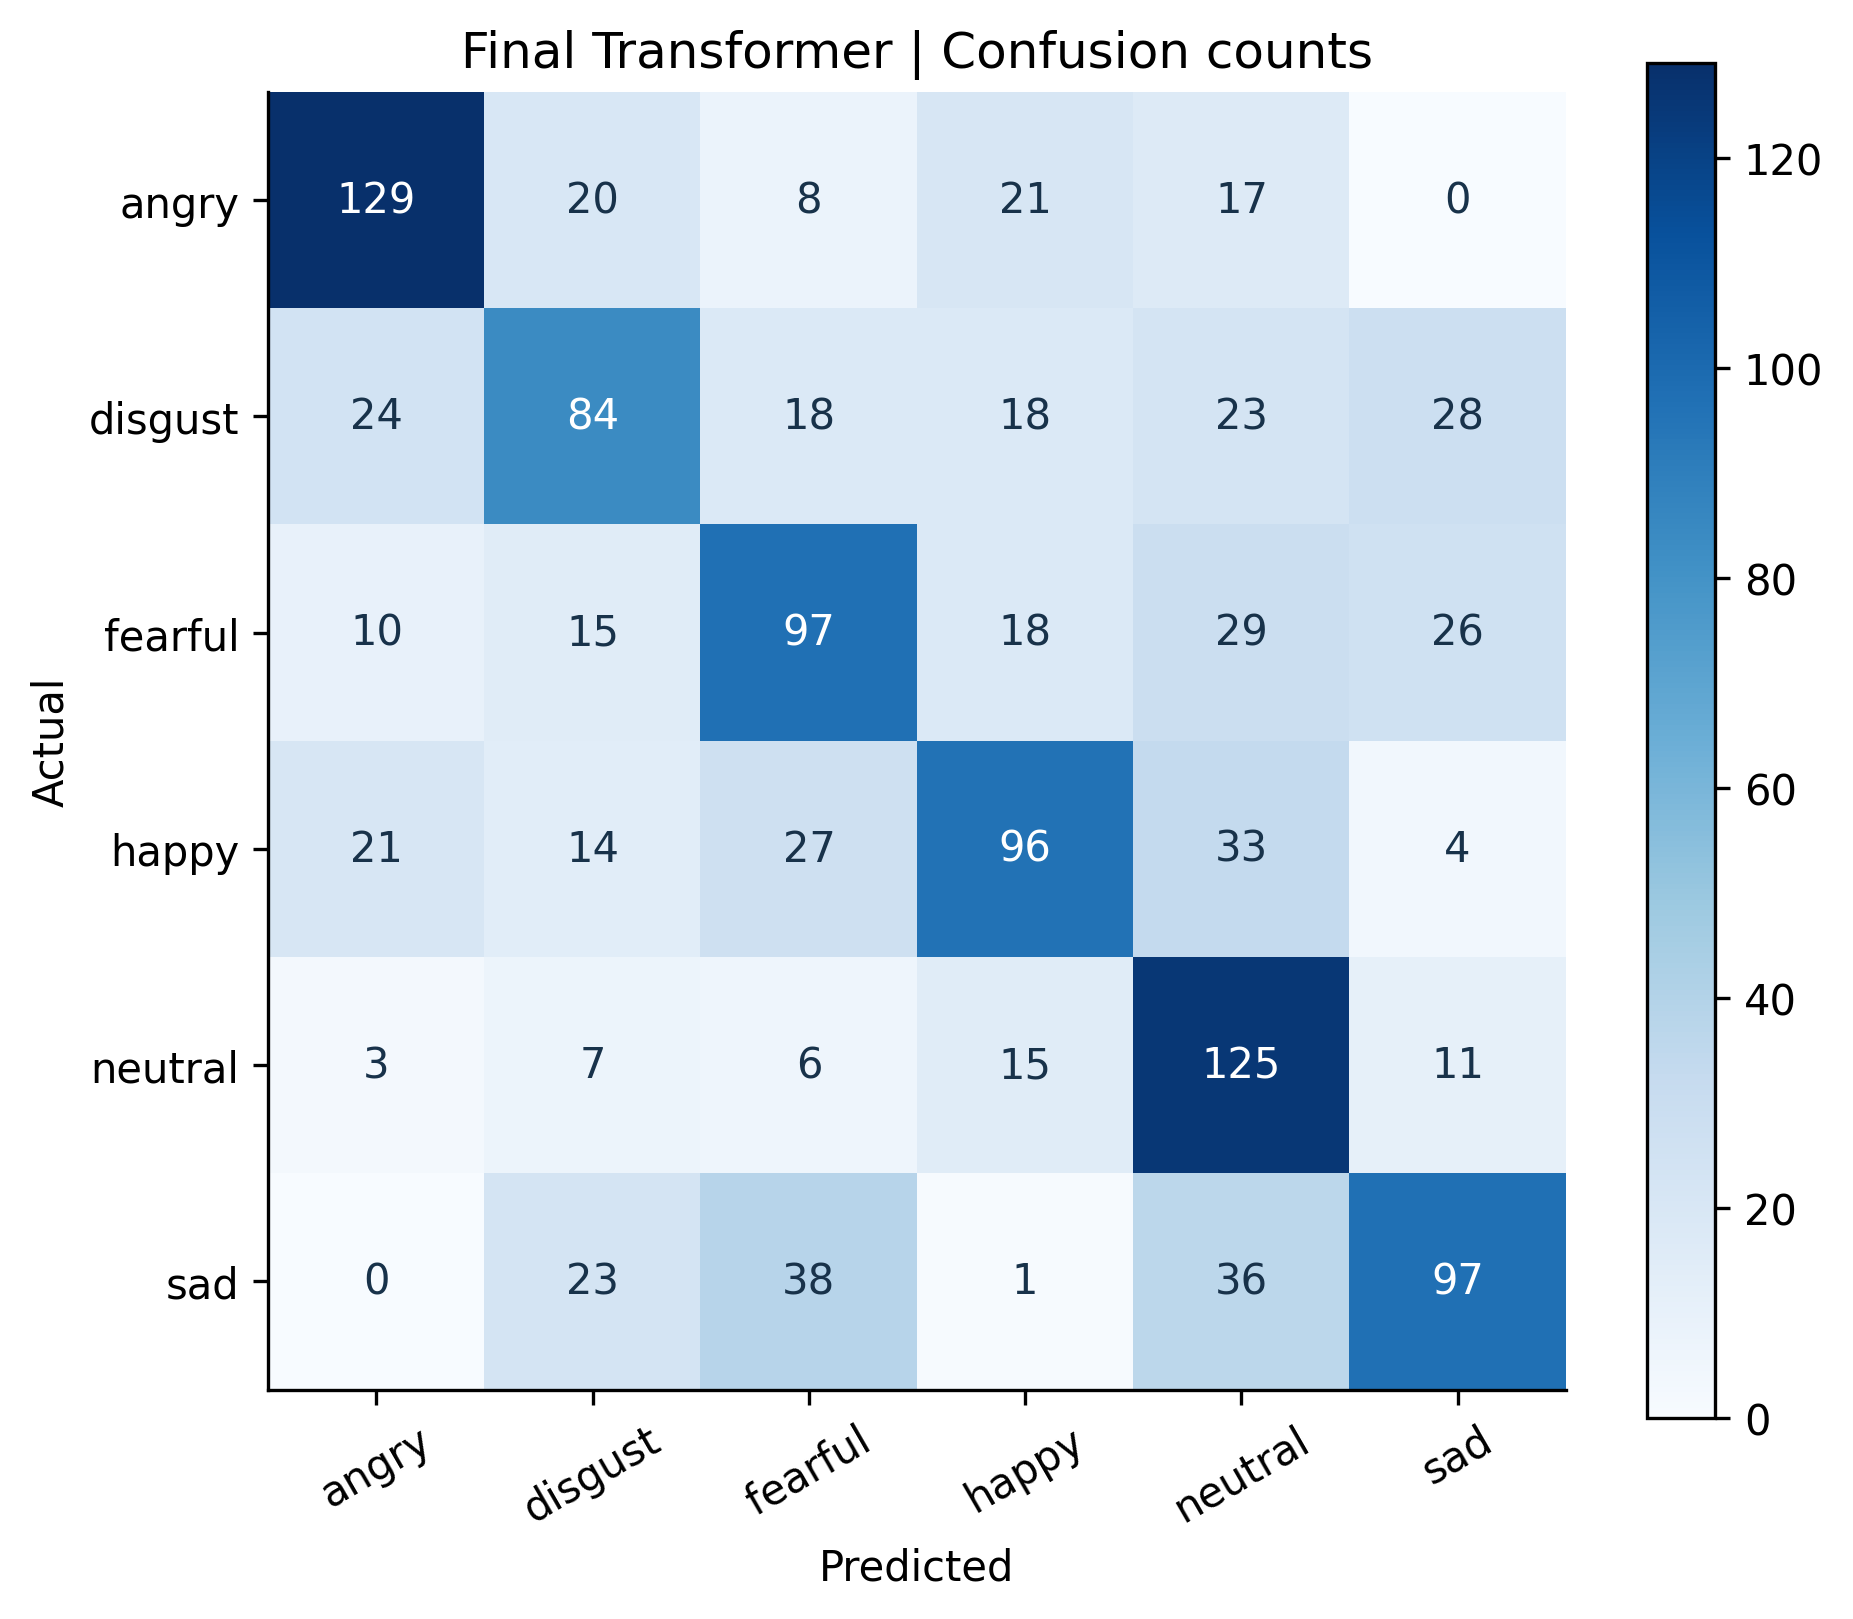 Final Transformer | Confusion counts
angry 129 20 8 21 17 0
disgust 24 84 18 18 23 28
fearful 10 15 97 18 29 26
happy 21 14 27 96 33 4
neutral 3 7 6 15 125 11
sad 0 23 38 1 36 97
angry disgust fearful happy neutral sad
Predicted
Actual
120
100
80
60
40
20
0